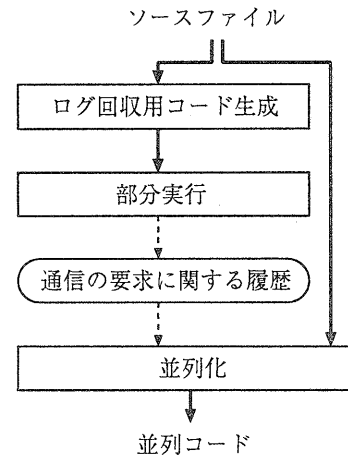 ソースファイル
ログ回収用コード生成
部分実行
通信の要求に関する履歴
並列化
並列コード